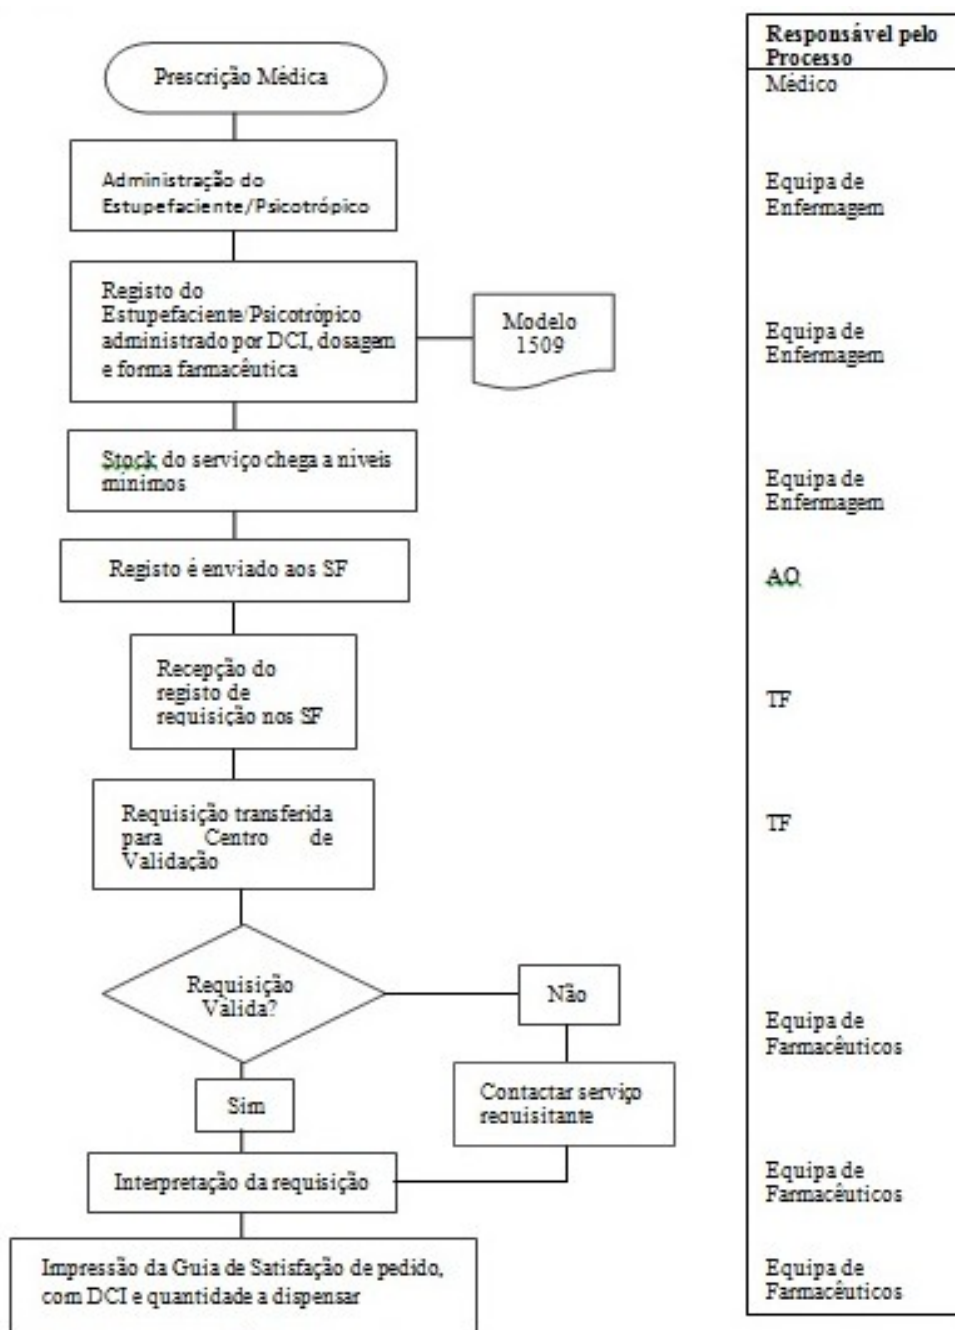 Prescrição Médica
Administração do
Estupefaciente/Psicotrópico
Registo do
Estupefaciente/Psicotrópico
administrado por DCI, dosagem
e forma farmacêutica
Modelo
1509
Stock do serviço chega a níveis
mínimos
Registo é enviado aos SF
Recepção do
registo de
requisição nos SF
Requisição transferida
para Centro de
Validação
Requisição
Válida?
Não
Contactar serviço
requisitante
Sim
Interpretação da requisição
Impressão da Guia de Satisfação de pedido,
com DCI e quantidade a dispensar
Responsável pelo
Processo
Médico
Equipa de
Enfermagem
Equipa de
Enfermagem
Equipa de
Enfermagem
AO
TF
TF
Equipa de
Farmacêuticos
Equipa de
Farmacêuticos
Equipa de
Farmacêuticos